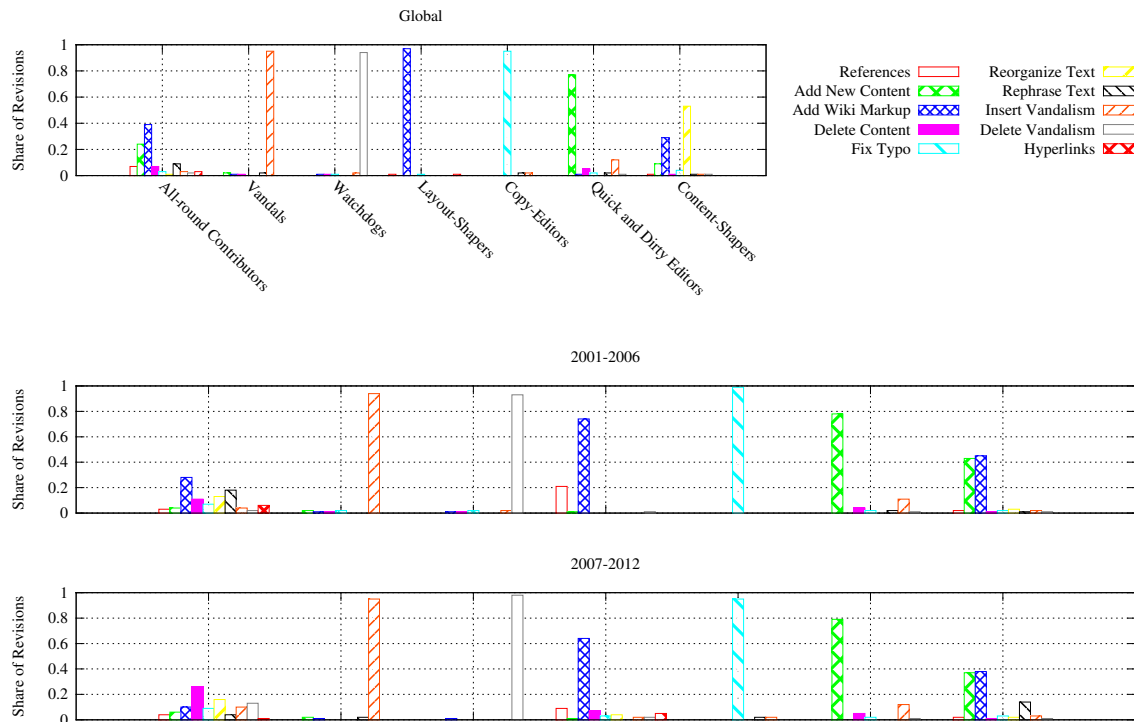 Global
Share of Revisions
1
0.8
0.6
0.4
0.2
0
All-round Contributors
Vandals
Watchdogs
Layout-Shapers
Copy-Editors
Quick and Dirty Editors
Content-Shapers
References
Add New Content
Add Wiki Markup
Delete Content
Fix Typo
Reorganize Text
Rephrase Text
Insert Vandalism
Delete Vandalism
Hyperlinks
2001-2006
Share of Revisions
1
0.8
0.6
0.4
0.2
0
2007-2012
Share of Revisions
1
0.8
0.6
0.4
0.2
0